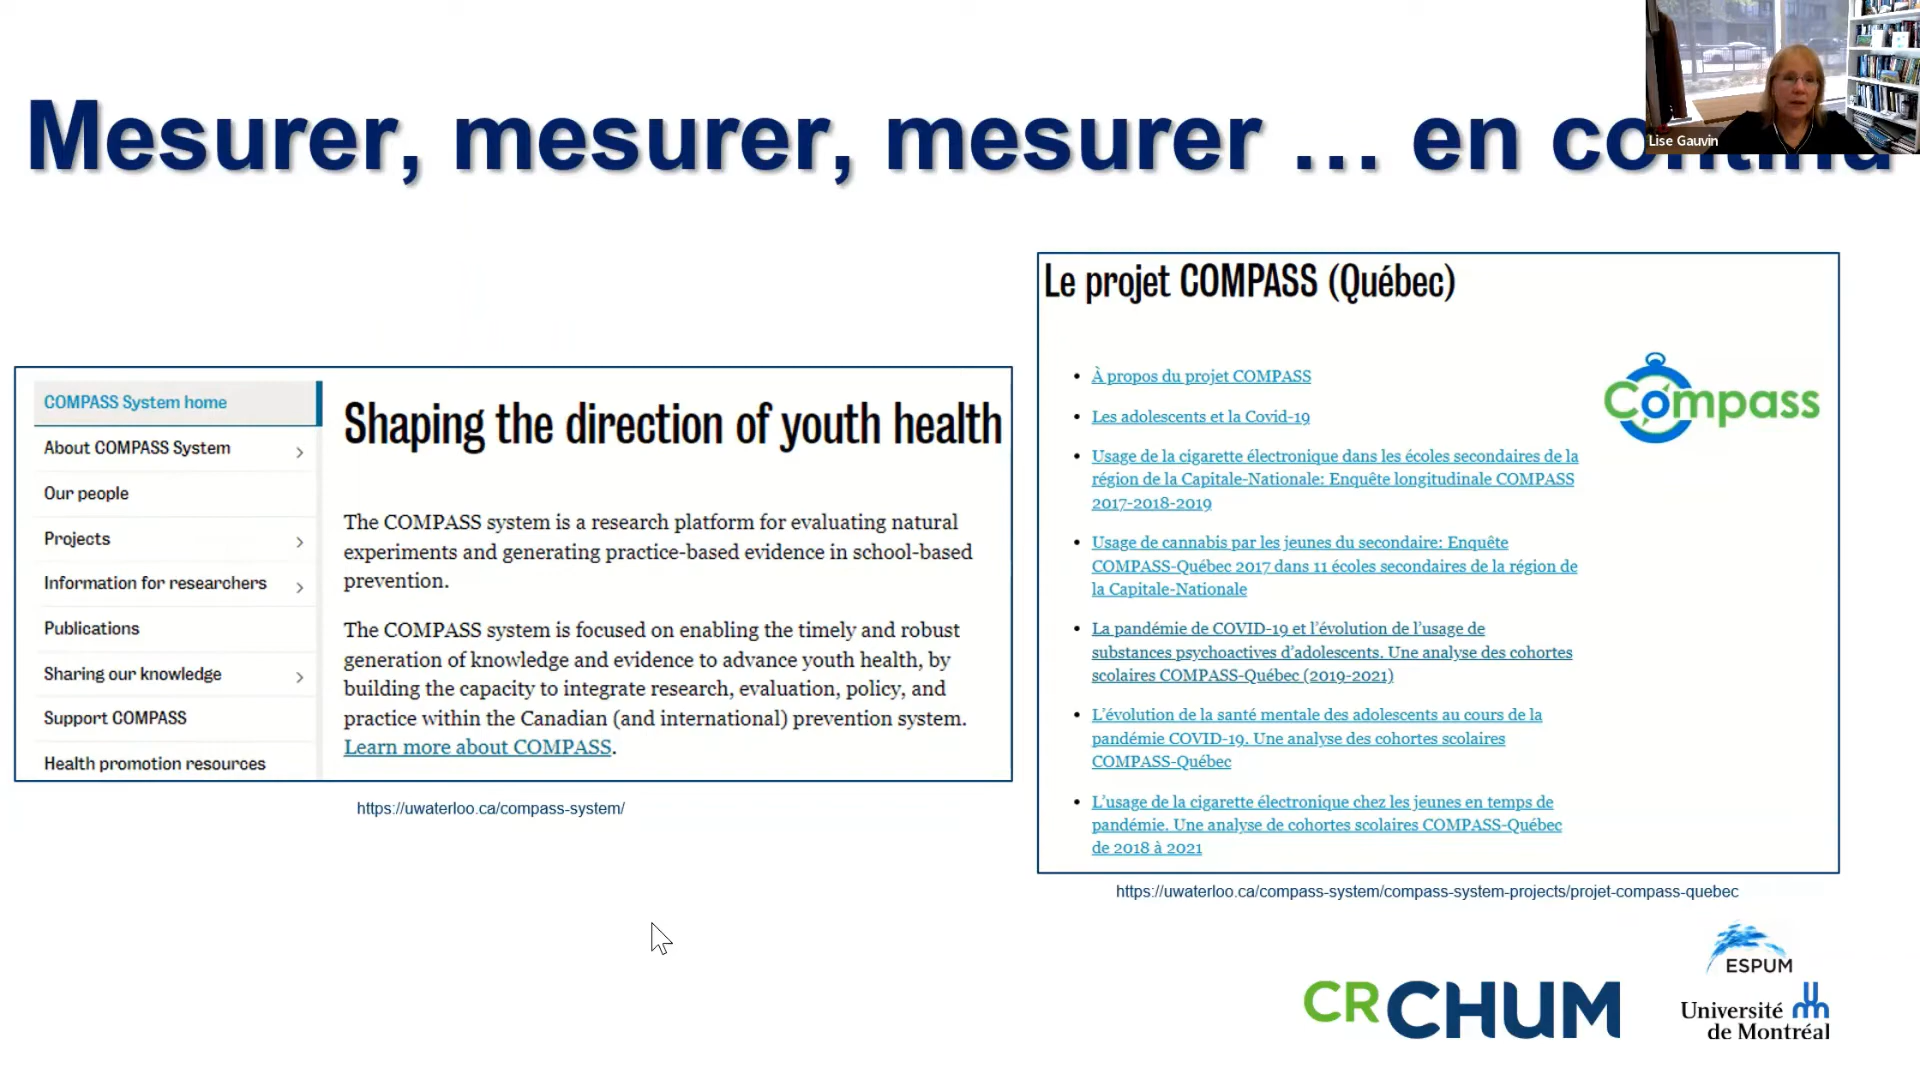 Mesurer, mesurer, mesurer … en continu
Lise Gauvin
COMPASS System home
About COMPASS System
Our people
Projects
Information for researchers
Publications
Sharing our knowledge
Support COMPASS
Health promotion resources
Shaping the direction of youth health
The COMPASS system is a research platform for evaluating natural
experiments and generating practice-based evidence in school-based
prevention.
The COMPASS system is focused on enabling the timely and robust
generation of knowledge and evidence to advance youth health, by
building the capacity to integrate research, evaluation, policy, and
practice within the Canadian (and international) prevention system.
Learn more about COMPASS.
https://uwaterloo.ca/compass-system/
Le projet COMPASS (Québec)
Compass
• À propos du projet COMPASS
• Les adolescents et la Covid-19
• Usage de la cigarette électronique dans les écoles secondaires de la
région de la Capitale-Nationale: Enquête longitudinale COMPASS
2017-2018-2019
• Usage de cannabis par les jeunes du secondaire: Enquête
COMPASS-Québec 2017 dans 11 écoles secondaires de la région de
la Capitale-Nationale
• La pandémie de COVID-19 et l'évolution de l'usage de
substances psychoactives d'adolescents. Une analyse des cohortes
scolaires COMPASS-Québec (2019-2021)
• L'évolution de la santé mentale des adolescents au cours de la
pandémie COVID-19. Une analyse des cohortes scolaires
COMPASS-Québec
• L'usage de la cigarette électronique chez les jeunes en temps de
pandémie. Une analyse de cohortes scolaires COMPASS-Québec
de 2018 à 2021
https://uwaterloo.ca/compass-system/compass-system-projects/projet-compass-quebec
CRCHUM
ESPUM
Université
de Montréal